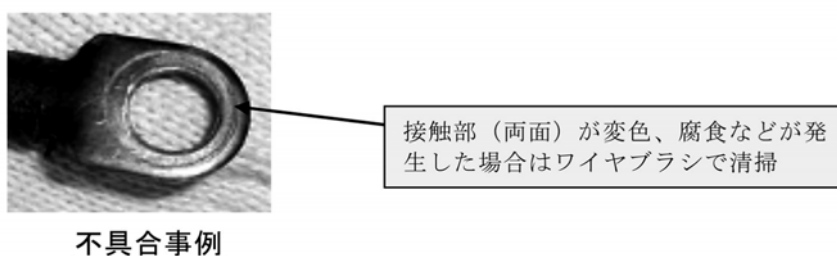 接触部（両面）が変色、腐食などが発
生した場合はワイヤブラシで清掃
不具合事例